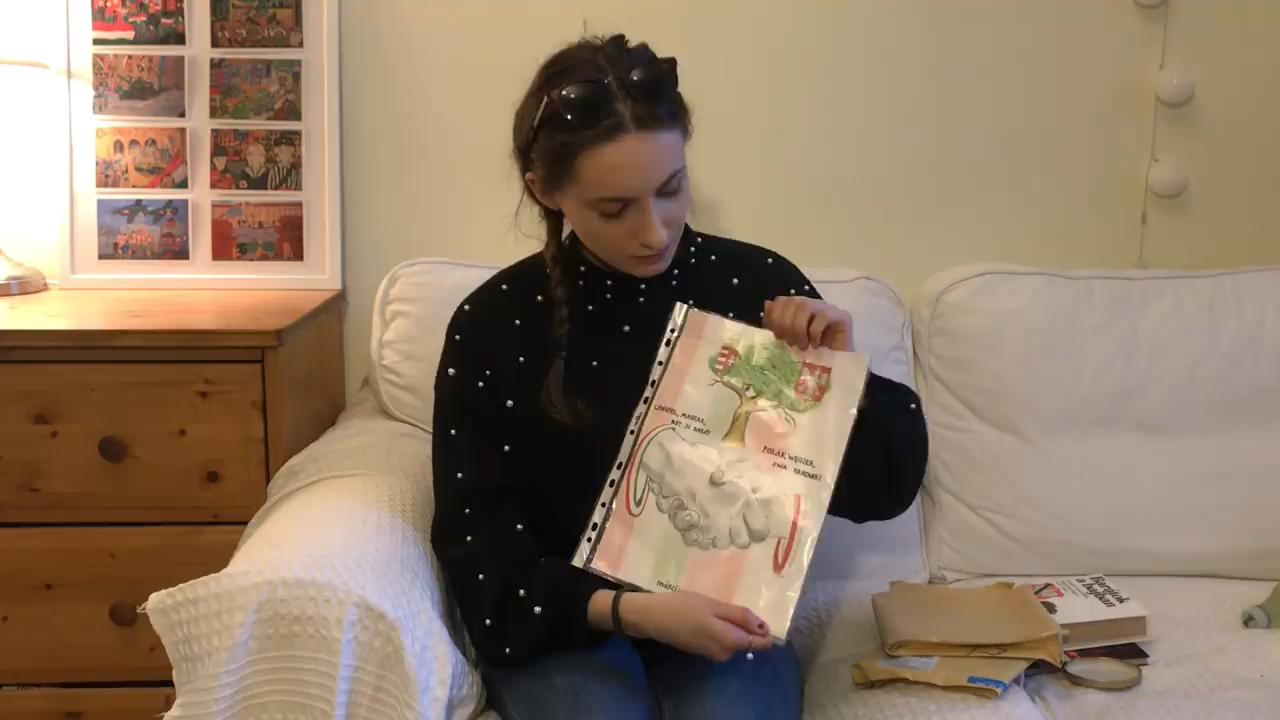 LENGYEL, MAGYAR,
KÉT JÓ BARÁT
POLAK, WĘGIER,
DWA BRATANKI
Barátok
a bajban